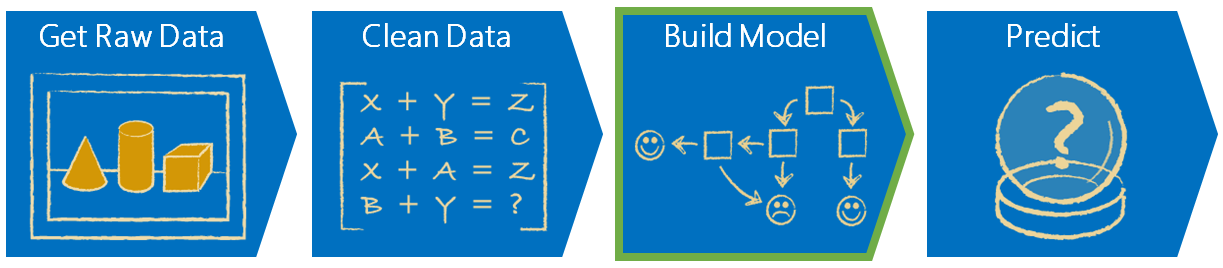 Get Raw Data
Clean Data
X + Y = Z
A + B = C
X + A = Z
B + Y = ?
Build Model
Predict
?